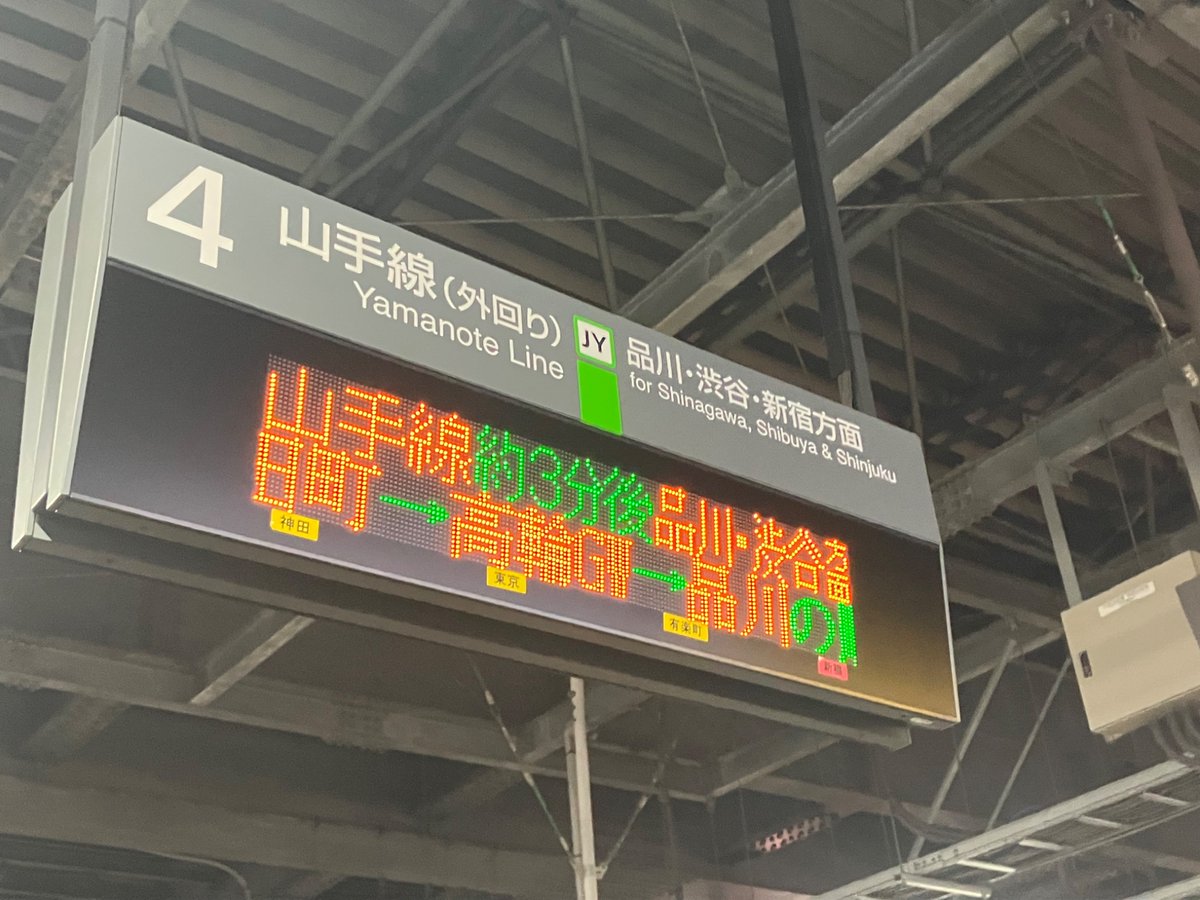 4 山手線(外回り) JY 品川・渋谷・新宿方面
Yamanote Line for Shinagawa, Shibuya & Shinjuku
山手線約3分後品川・渋谷方面
田町→高輪GW→品川の
神田 東京 有楽町 新橋